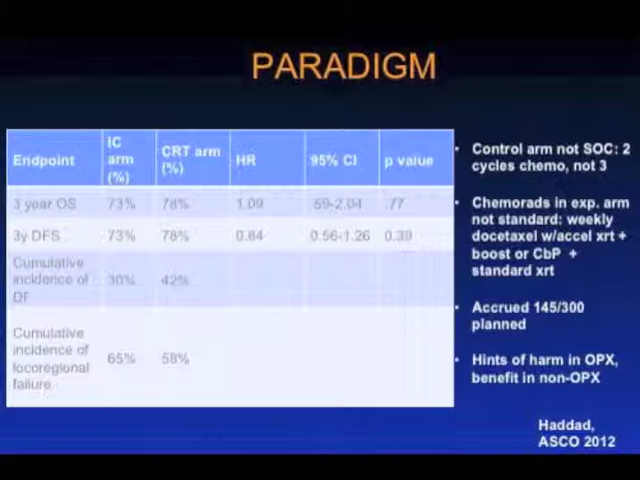 PARADIGM
Endpoint IC arm (%) CRT arm (%) HR 95% CI p value
3 year OS 73% 78% 1.09 .59-2.04 .77
3y DFS 73% 78% 0.84 0.56-1.26 0.39
Cumulative incidence of DF 30% 42%
Cumulative incidence of locoregional failure 65% 58%
• Control arm not SOC: 2
cycles chemo, not 3
• Chemorads in exp. arm
not standard: weekly
docetaxel w/accel xrt +
boost or CbP +
standard xrt
• Accrued 145/300
planned
• Hints of harm in OPX,
benefit in non-OPX
Haddad,
ASCO 2012